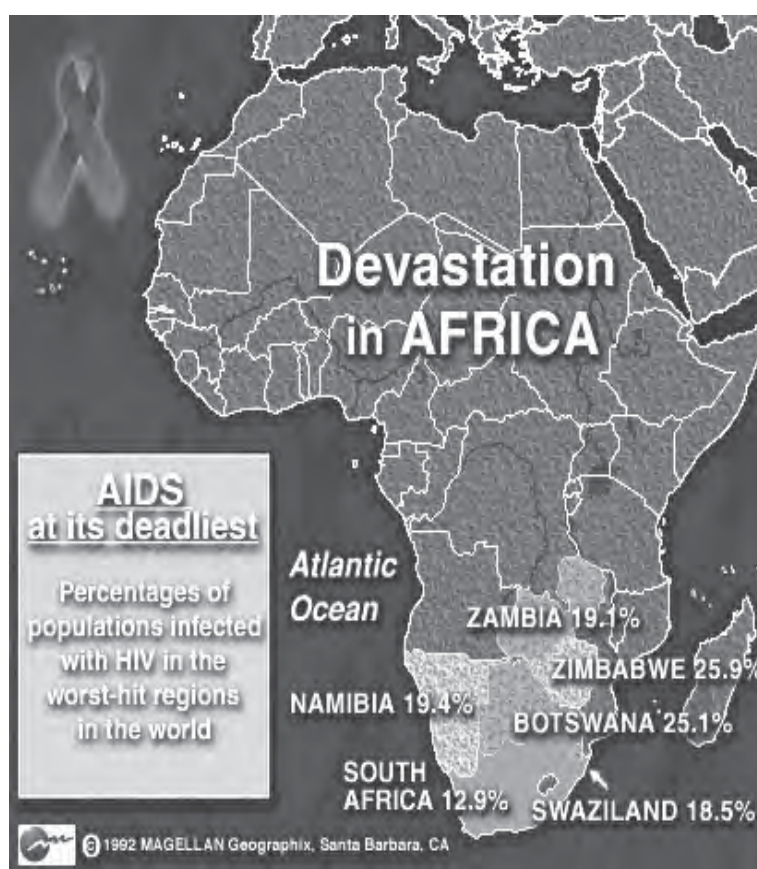 Devastation
in AFRICA
AIDS
at its deadliest
Percentages of
populations infected
with HIV in the
worst-hit regions
in the world
Atlantic
Ocean
ZAMBIA 19.1%
ZIMBABWE 25.9%
NAMIBIA 19.4%
BOTSWANA 25.1%
SOUTH
AFRICA 12.9%
SWAZILAND 18.5%
© 1992 MAGELLAN Geographix, Santa Barbara, CA